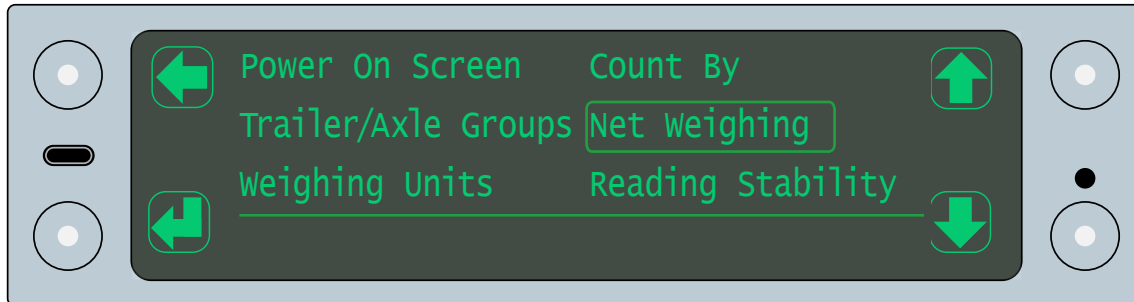 Power On Screen Count By
Trailer/Axle Groups Net Weighing
Weighing Units Reading Stability